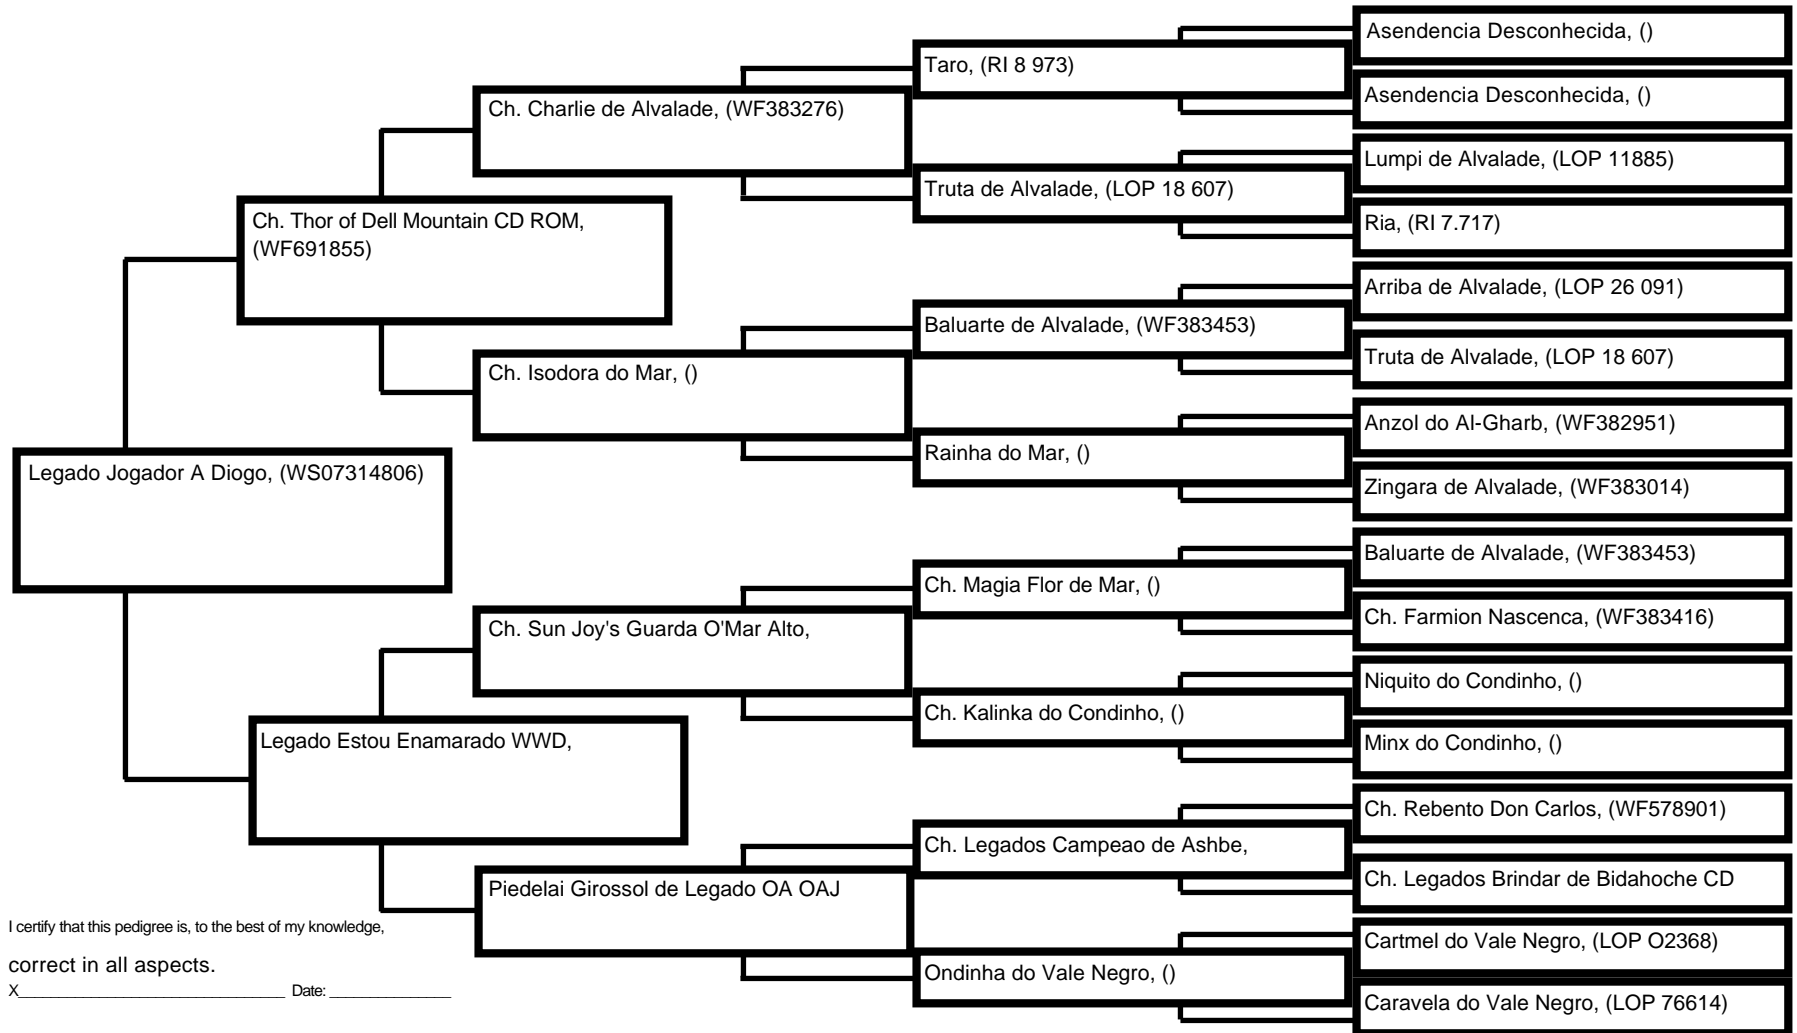 Asendencia Desconhecida, ()
Taro, (RI 8 973)
Asendencia Desconhecida, ()
Ch. Charlie de Alvalade, (WF383276)
Lumpi de Alvalade, (LOP 11885)
Truta de Alvalade, (LOP 18 607)
Ria, (RI 7.717)
Ch. Thor of Dell Mountain CD ROM,
(WF691855)
Arriba de Alvalade, (LOP 26 091)
Baluarte de Alvalade, (WF383453)
Truta de Alvalade, (LOP 18 607)
Ch. Isodora do Mar, ()
Anzol do Al-Gharb, (WF382951)
Rainha do Mar, ()
Zingara de Alvalade, (WF383014)
Legado Jogador A Diogo, (WS07314806)
Baluarte de Alvalade, (WF383453)
Ch. Magia Flor de Mar, ()
Ch. Farmion Nascenca, (WF383416)
Ch. Sun Joy's Guarda O'Mar Alto,
Niquito do Condinho, ()
Ch. Kalinka do Condinho, ()
Minx do Condinho, ()
Legado Estou Enamarado WWD,
Ch. Rebento Don Carlos, (WF578901)
Ch. Legados Campeao de Ashbe,
Ch. Legados Brindar de Bidahoche CD
Piedelai Girossol de Legado OA OAJ
Cartmel do Vale Negro, (LOP O2368)
Ondinha do Vale Negro, ()
Caravela do Vale Negro, (LOP 76614)
I certify that this pedigree is, to the best of my knowledge,
correct in all aspects.
X_________________________________ Date: _______________